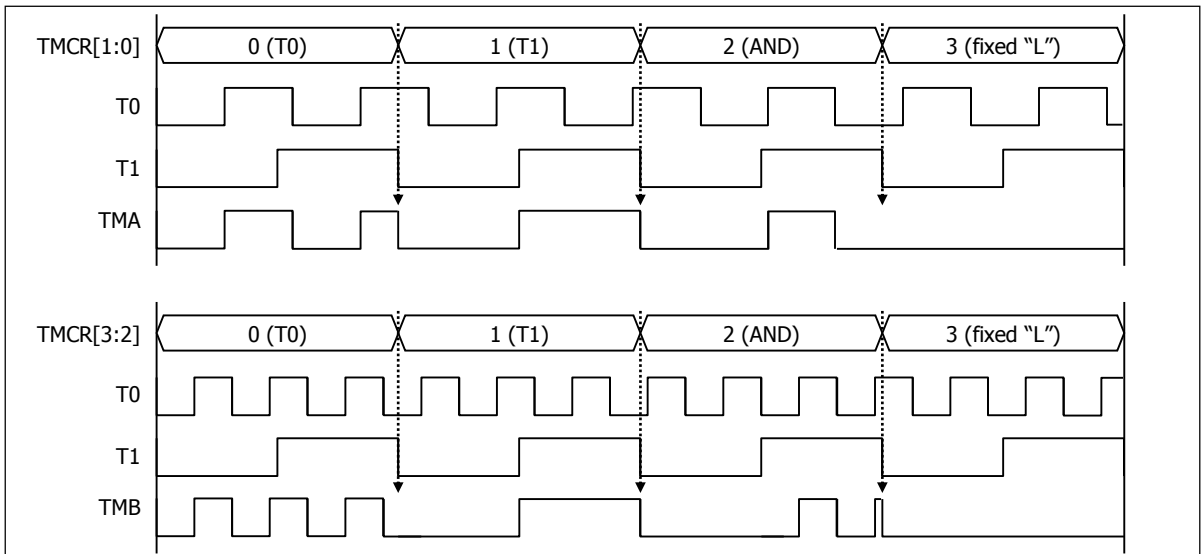 TMCR[1:0] 0 (T0) 1 (T1) 2 (AND) 3 (fixed “L”)
T0
T1
TMA
TMCR[3:2] 0 (T0) 1 (T1) 2 (AND) 3 (fixed “L”)
T0
T1
TMB